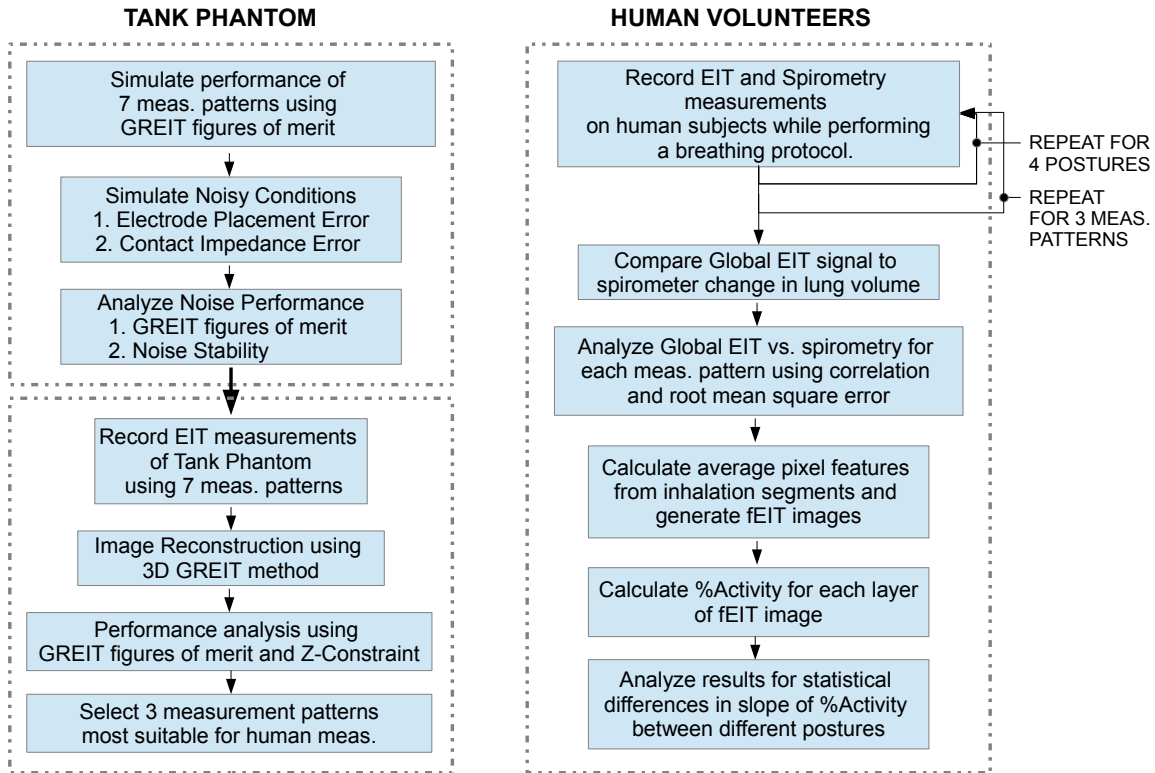 TANK PHANTOM
Simulate performance of
7 meas. patterns using
GREIT figures of merit
Simulate Noisy Conditions
1. Electrode Placement Error
2. Contact Impedance Error
Analyze Noise Performance
1. GREIT figures of merit
2. Noise Stability
Record EIT measurements
of Tank Phantom
using 7 meas. patterns
Image Reconstruction using
3D GREIT method
Performance analysis using
GREIT figures of merit and Z-Constraint
Select 3 measurement patterns
most suitable for human meas.
HUMAN VOLUNTEERS
Record EIT and Spirometry
measurements
on human subjects while performing
a breathing protocol.
REPEAT FOR
4 POSTURES
REPEAT
FOR 3 MEAS.
PATTERNS
Compare Global EIT signal to
spirometer change in lung volume
Analyze Global EIT vs. spirometry for
each meas. pattern using correlation
and root mean square error
Calculate average pixel features
from inhalation segments and
generate fEIT images
Calculate %Activity for each layer
of fEIT image
Analyze results for statistical
differences in slope of %Activity
between different postures